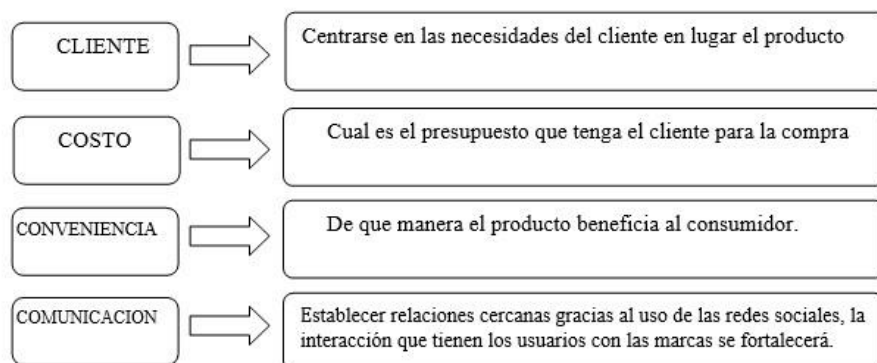 CLIENTE
Centrarse en las necesidades del cliente en lugar el producto
COSTO
Cual es el presupuesto que tenga el cliente para la compra
CONVENIENCIA
De que manera el producto beneficia al consumidor.
COMUNICACION
Establecer relaciones cercanas gracias al uso de las redes sociales, la
interacción que tienen los usuarios con las marcas se fortalecerá.